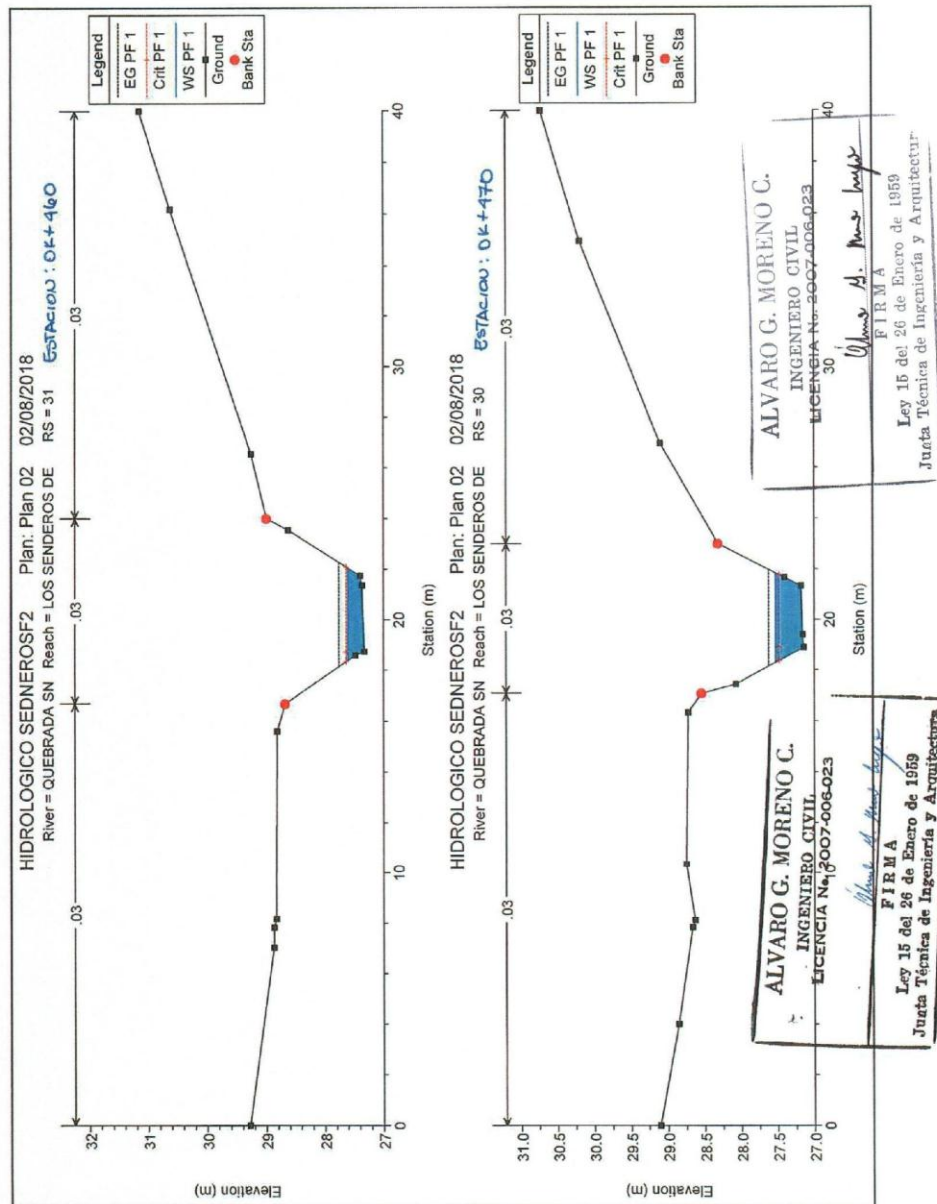 HIDROLOGICO SEDNEROSF2 Plan: Plan 02 02/08/2018
River = QUEBRADA SN Reach = LOS SENDEROS DE RS = 31 ESTACION: 0K+460
.03
.03
.03
Legend
EG PF 1
Crit PF 1
WS PF 1
Ground
Bank Sta
Elevation (m)
32
31
30
29
28
27
0
10
20
30
40
Station (m)
HIDROLOGICO SEDNEROSF2 Plan: Plan 02 02/08/2018
River = QUEBRADA SN Reach = LOS SENDEROS DE RS = 30 ESTACION: 0K+470
.03
.03
.03
Legend
EG PF 1
Crit PF 1
WS PF 1
Ground
Bank Sta
Elevation (m)
31.0
30.5
30.0
29.5
29.0
28.5
28.0
27.5
27.0
0
10
20
30
40
Station (m)
ALVARO G. MORENO C.
INGENIERO CIVIL
LICENCIA No. 2007-006-023
FIRMA
Ley 15 del 26 de Enero de 1959
Junta Técnica de Ingeniería y Arquitectura
ALVARO G. MORENO C.
INGENIERO CIVIL
LICENCIA No. 2007-006-023
FIRMA
Ley 15 del 26 de Enero de 1959
Junta Técnica de Ingeniería y Arquitectur